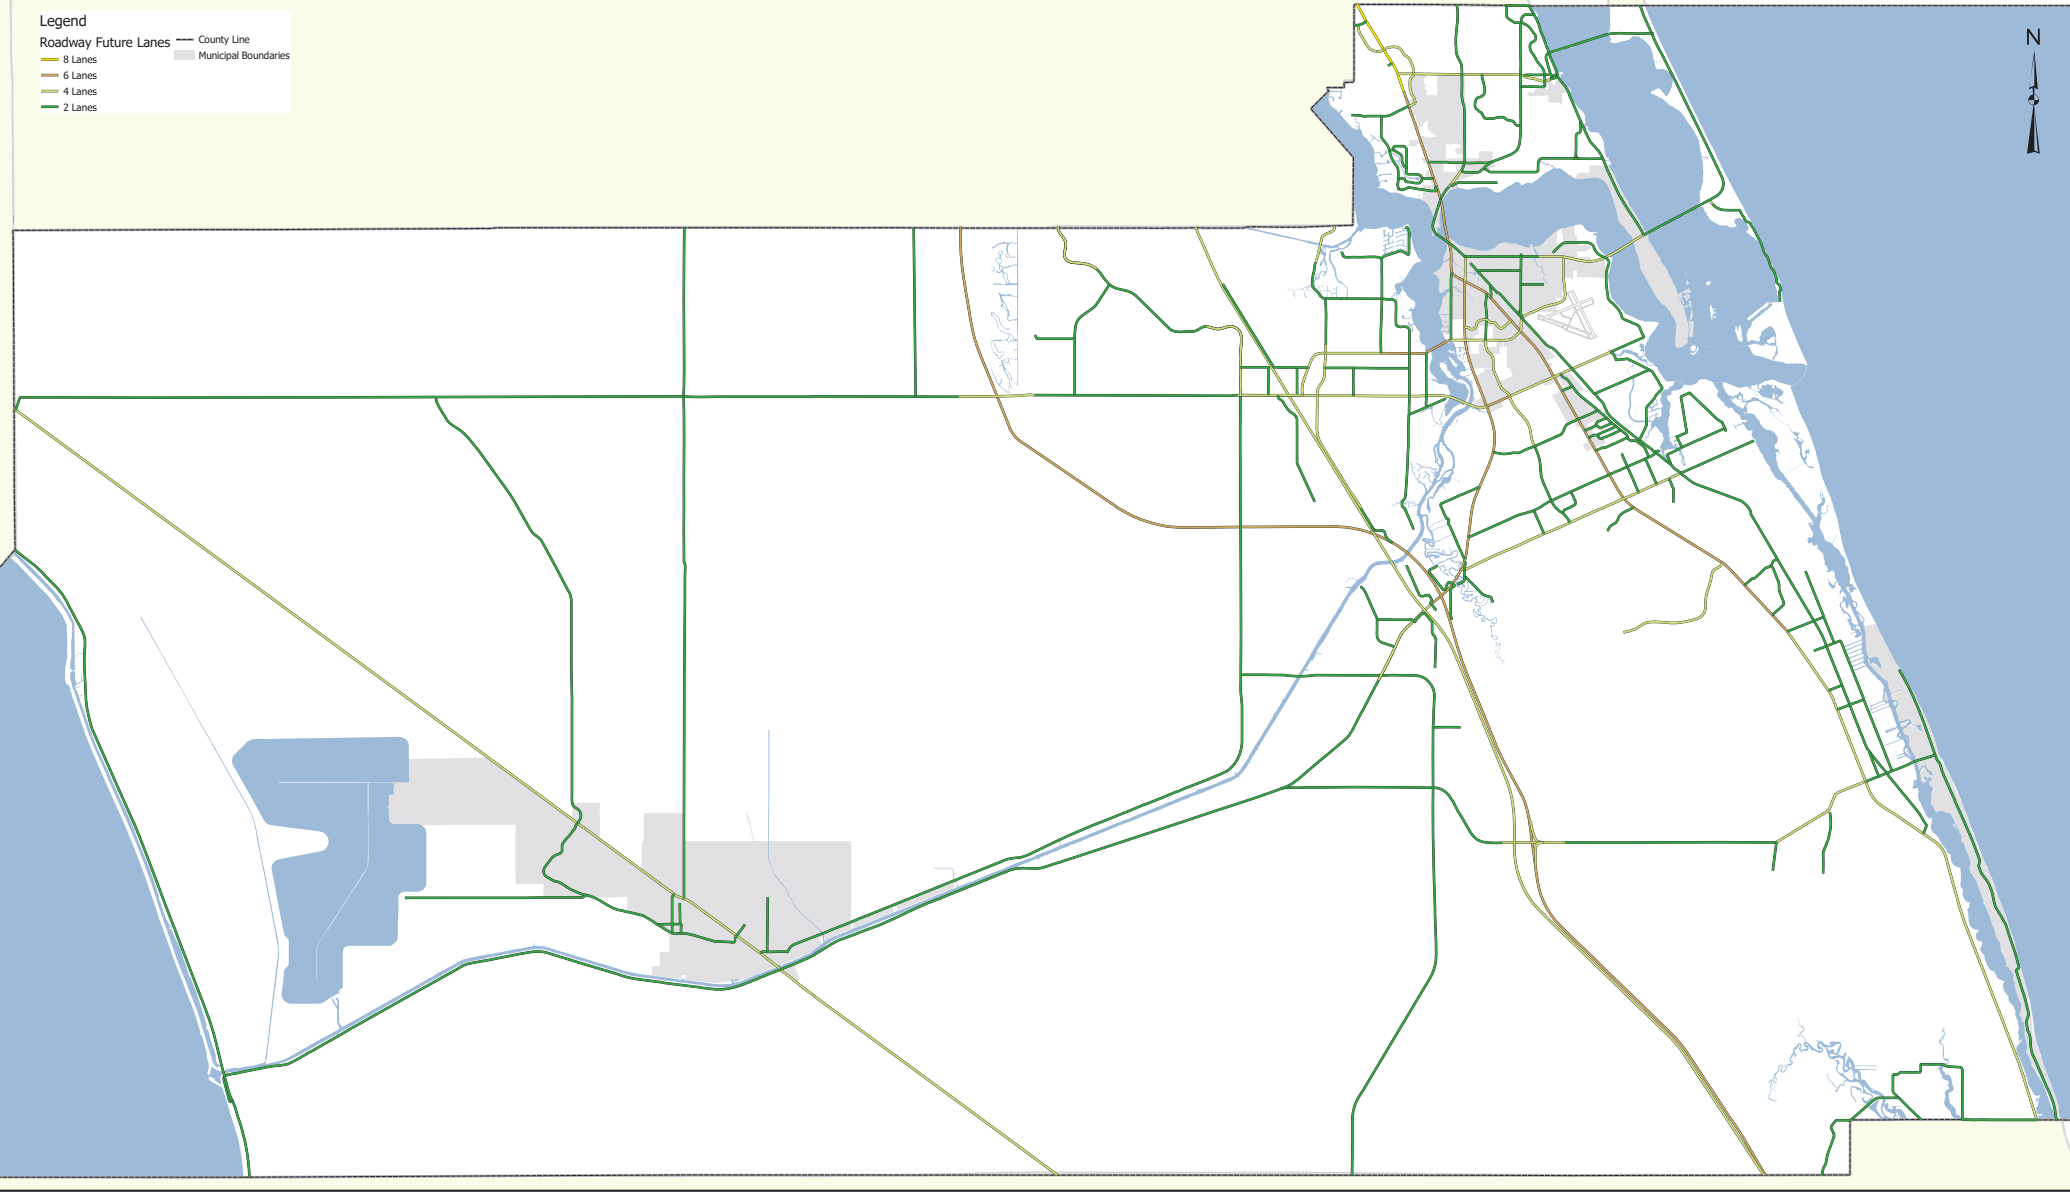 Legend
Roadway Future Lanes
8 Lanes
6 Lanes
4 Lanes
2 Lanes
County Line
Municipal Boundaries
N